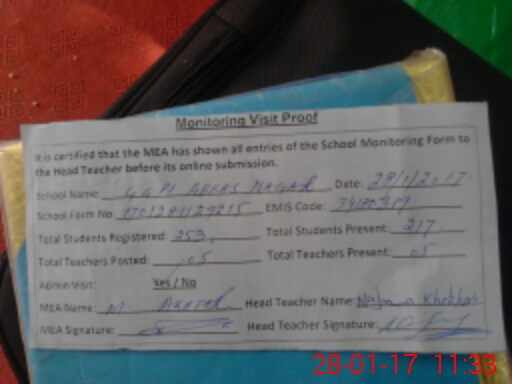 Monitoring Visit Proof
It is certified that the MEA has shown all entries of the School Monitoring Form to
the Head Teacher before its online submission.
School Name: Date: 28/1/2017
School Form No EMIS Code:
Total Students Registered: 253 Total Students Present: 217
Total Teachers Posted: 05 Total Teachers Present: 05
Admin Visit: Yes / No
MEA Name: M. AKHTAR Head Teacher Name:
MEA Signature: Head Teacher Signature:
28-01-17 11:33